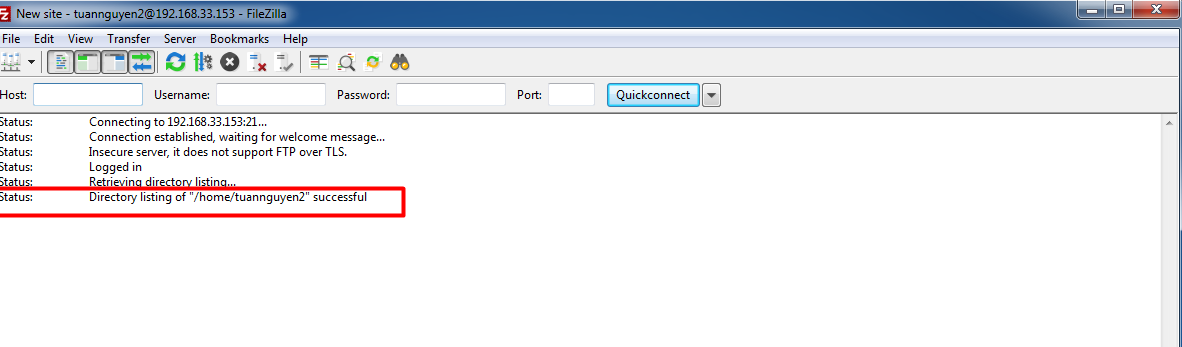 New site - tuannguyen2@192.168.33.153 - FileZilla
File Edit View Transfer Server Bookmarks Help
Host: Username: Password: Port: Quickconnect
Status: Connecting to 192.168.33.153:21...
Status: Connection established, waiting for welcome message...
Status: Insecure server, it does not support FTP over TLS.
Status: Logged in
Status: Retrieving directory listing...
Status: Directory listing of "/home/tuannguyen2" successful